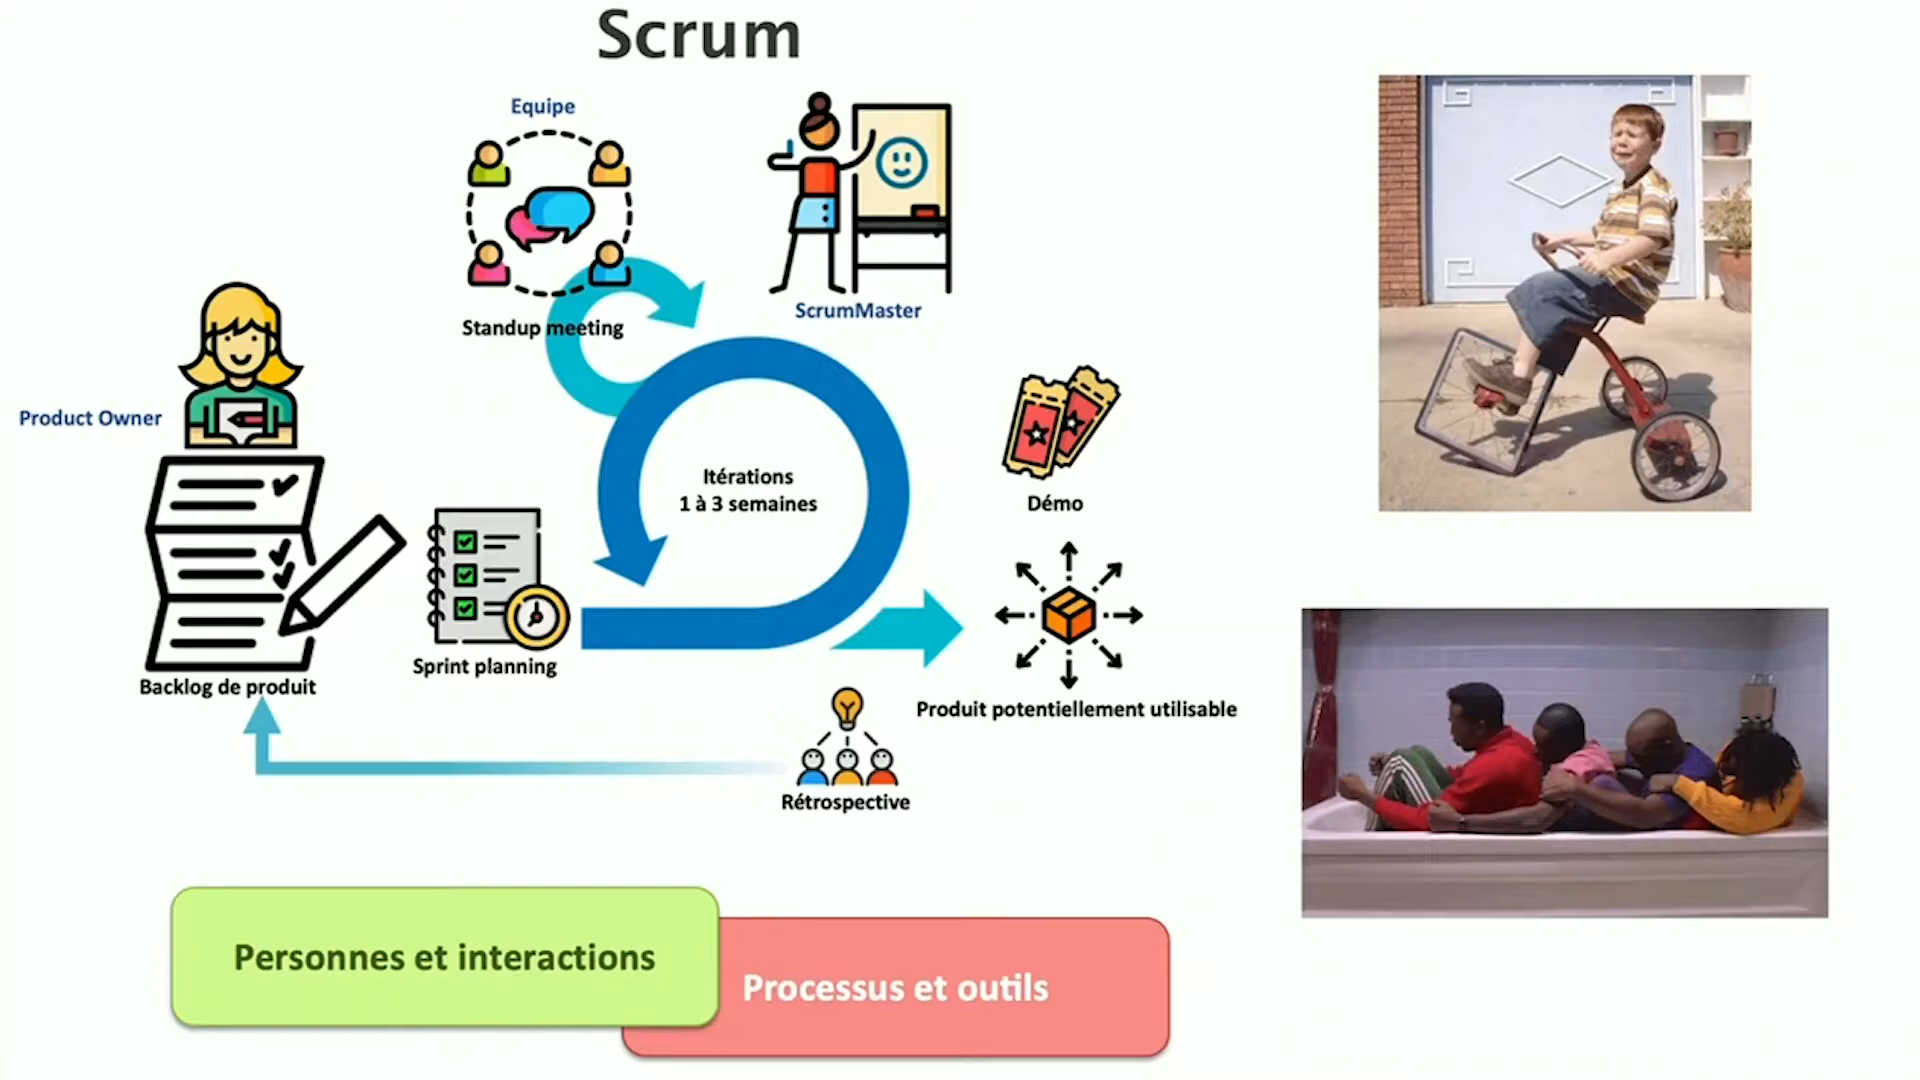 Scrum
Equipe
Standup meeting
ScrumMaster
Product Owner
Itérations
1 à 3 semaines
Démo
Sprint planning
Backlog de produit
Produit potentiellement utilisable
Rétrospective
Personnes et interactions
Processus et outils